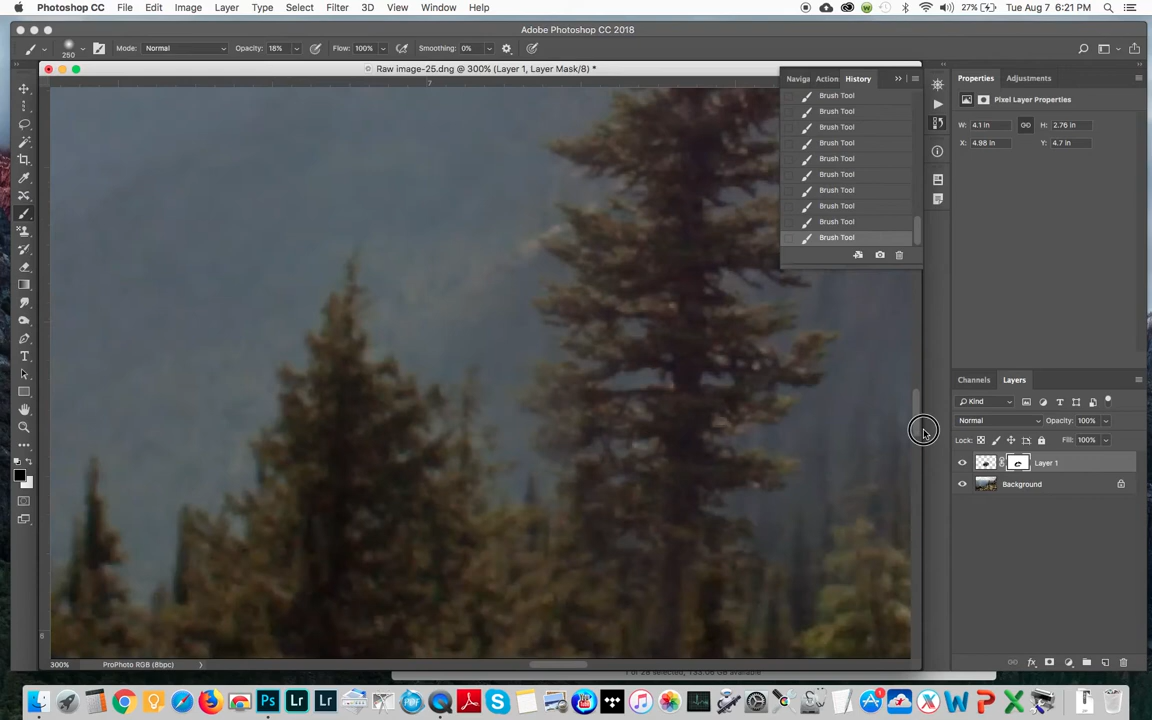 Photoshop CC File Edit Image Layer Type Select Filter 3D View Window Help 27% Tue Aug 7 6:21 PM
Adobe Photoshop CC 2018
250 Mode: Normal Opacity: 18% Flow: 100% Smoothing: 0%
Raw image-25.dng @ 300% (Layer 1, Layer Mask/8) *
7
Naviga Action History
Brush Tool
Brush Tool
Brush Tool
Brush Tool
Brush Tool
Brush Tool
Brush Tool
Brush Tool
Brush Tool
Brush Tool
Properties Adjustments
Pixel Layer Properties
W: 4.1 in H: 2.76 in
X: 4.98 in Y: 4.7 in
Channels Layers
Kind
Normal Opacity: 100%
Lock: Fill: 100%
Layer 1
Background
6
300% ProPhoto RGB (8bpc)